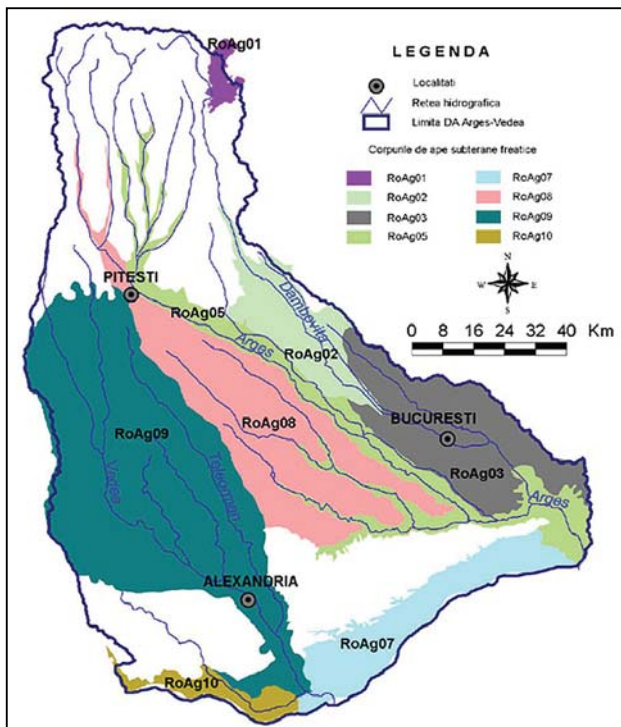 RoAg01
LEGENDA
Localitati
Retea hidrografica
Limita DA Arges-Vedea
Corpurile de ape subterane freatice
RoAg01 RoAg07
RoAg02 RoAg08
RoAg03 RoAg09
RoAg05 RoAg10
N
W E
S
0 8 16 24 32 40 Km
PITESTI
RoAg05
Dambovita
Arges
RoAg02
BUCURESTI
RoAg08
RoAg09
RoAg03
Vedea
Teleorman
Arges
ALEXANDRIA
RoAg07
RoAg10